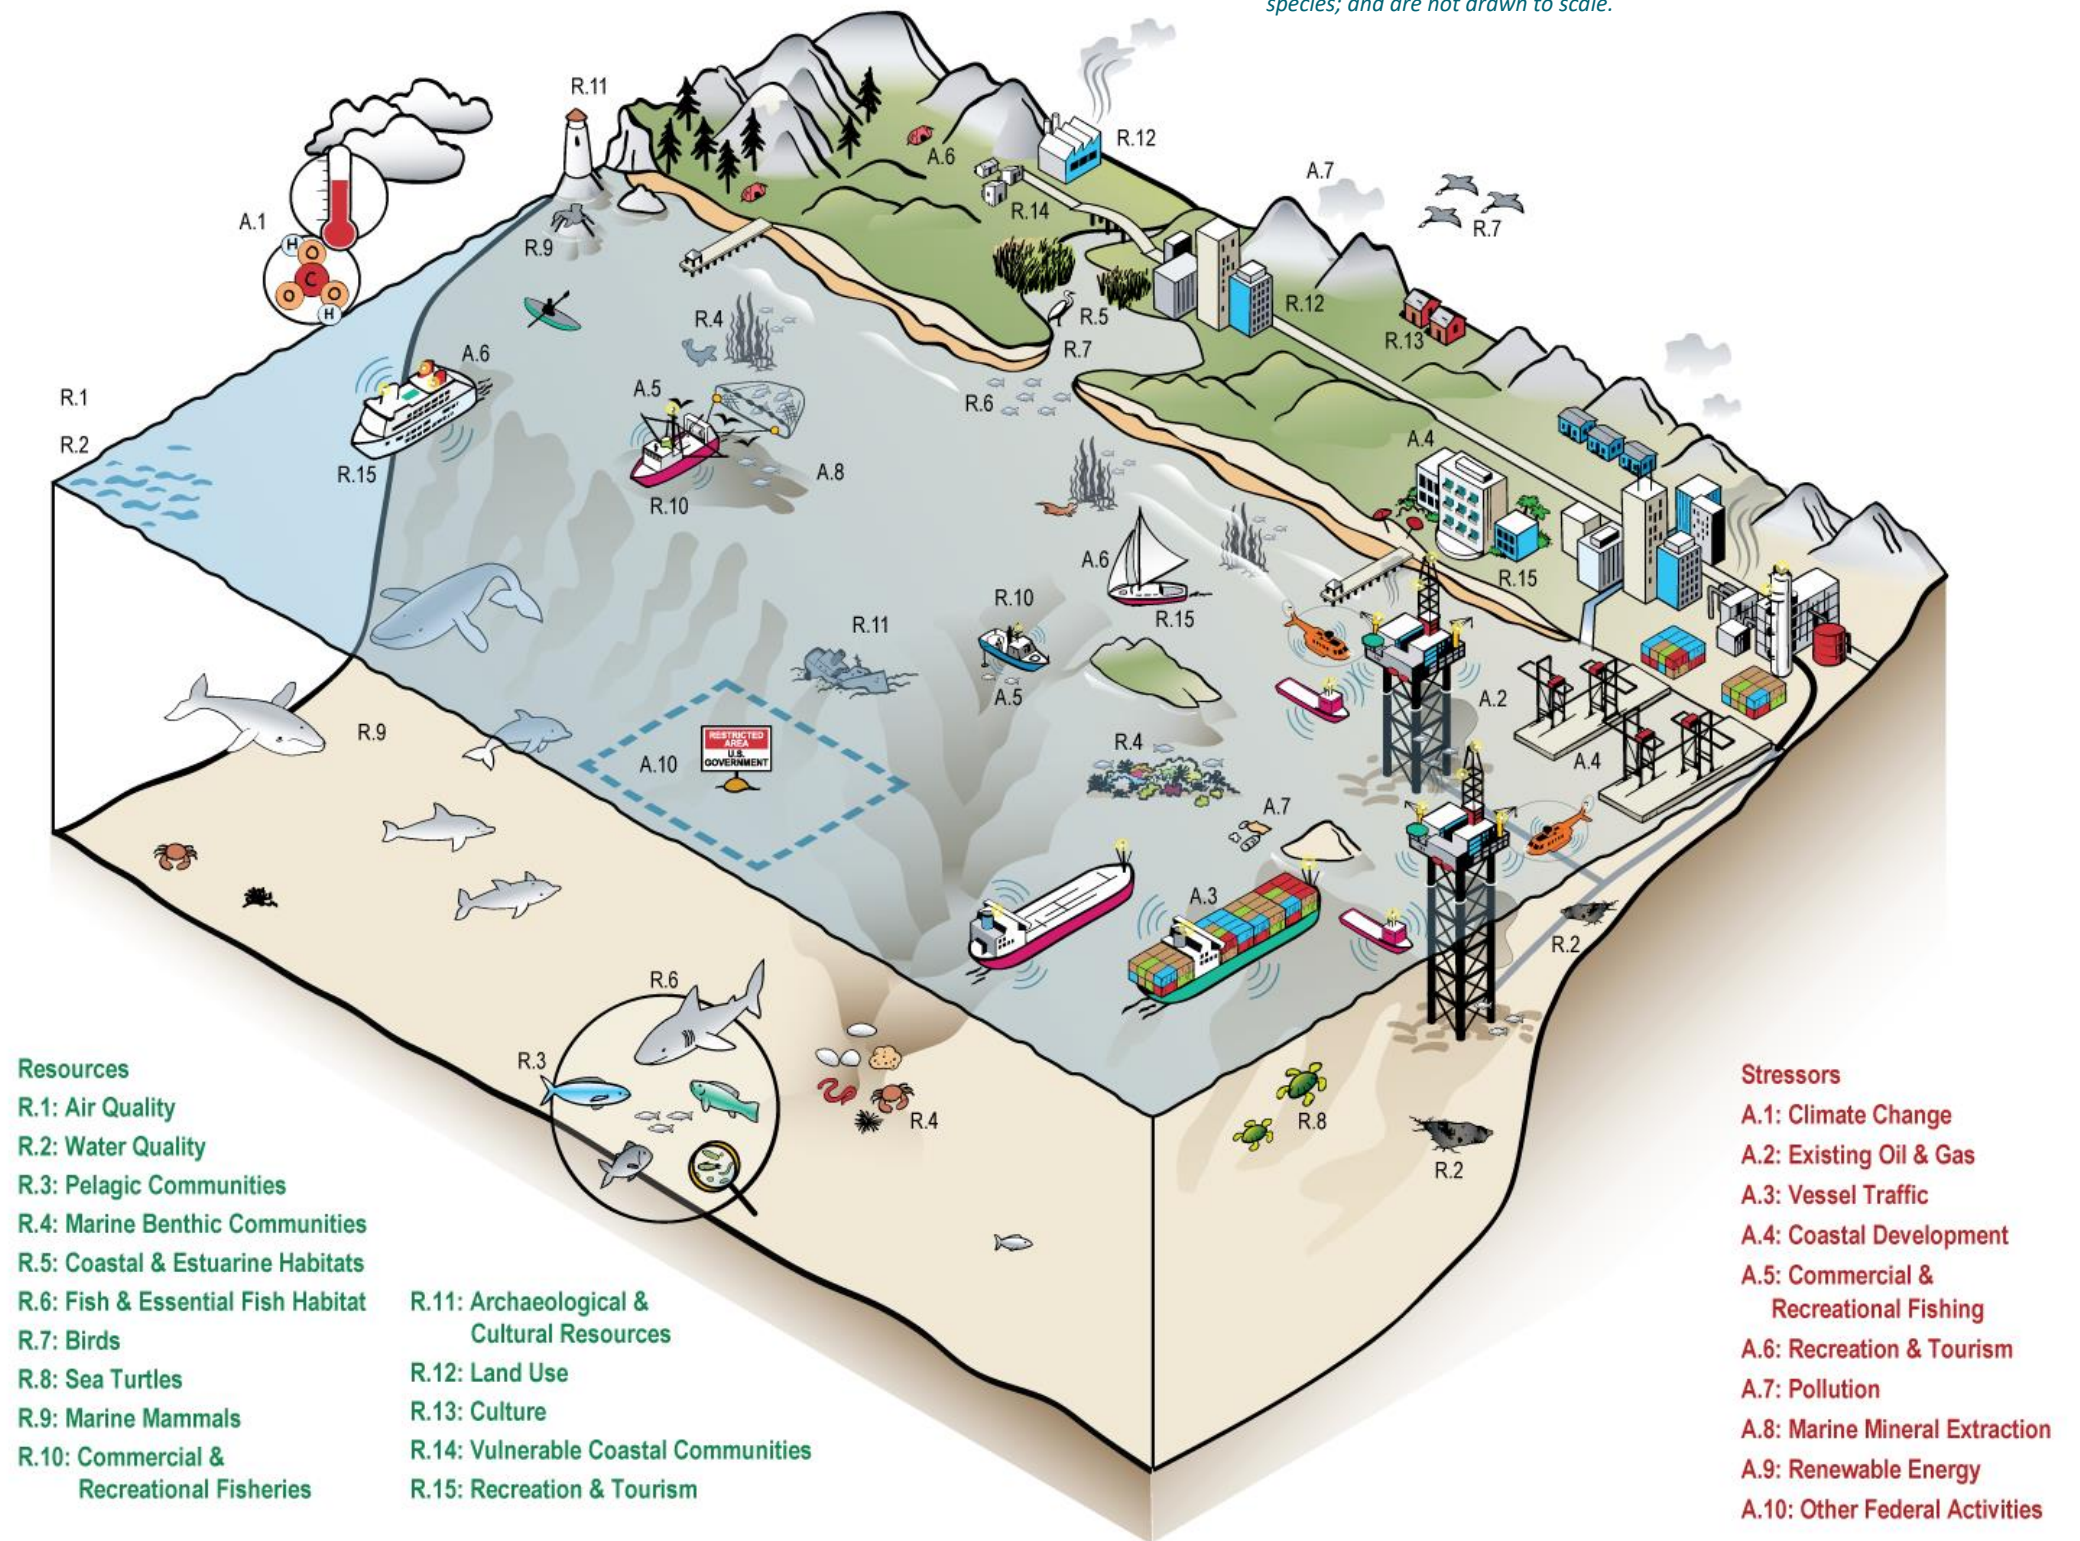 species; and are not drawn to scale.
R.11
R.12
A.6
A.7
R.14
R.7
A.1
H
O
C
O
O
H
R.9
R.12
R.5
R.4
R.13
R.7
A.6
A.5
R.6
R.1
R.2
A.4
R.15
A.8
R.10
A.6
R.15
R.10
R.15
R.11
A.5
A.2
R.9
R.4
A.10
RESTRICTED
AREA
U.S.
GOVERNMENT
A.4
A.7
A.3
R.2
R.6
R.3
R.4
R.8
R.2
Resources
R.1: Air Quality
R.2: Water Quality
R.3: Pelagic Communities
R.4: Marine Benthic Communities
R.5: Coastal & Estuarine Habitats
R.6: Fish & Essential Fish Habitat
R.7: Birds
R.8: Sea Turtles
R.9: Marine Mammals
R.10: Commercial &
Recreational Fisheries
R.11: Archaeological &
Cultural Resources
R.12: Land Use
R.13: Culture
R.14: Vulnerable Coastal Communities
R.15: Recreation & Tourism
Stressors
A.1: Climate Change
A.2: Existing Oil & Gas
A.3: Vessel Traffic
A.4: Coastal Development
A.5: Commercial &
Recreational Fishing
A.6: Recreation & Tourism
A.7: Pollution
A.8: Marine Mineral Extraction
A.9: Renewable Energy
A.10: Other Federal Activities